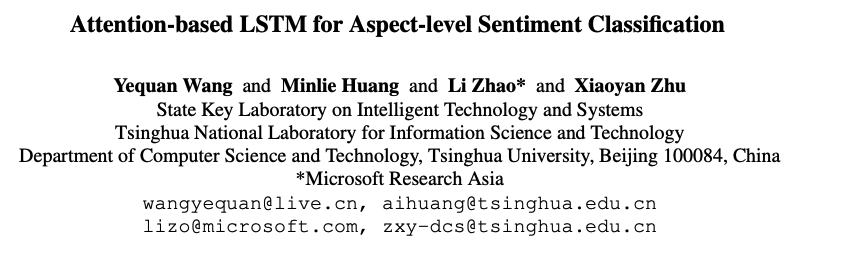 Attention-based LSTM for Aspect-level Sentiment Classification
Yequan Wang and Minlie Huang and Li Zhao* and Xiaoyan Zhu
State Key Laboratory on Intelligent Technology and Systems
Tsinghua National Laboratory for Information Science and Technology
Department of Computer Science and Technology, Tsinghua University, Beijing 100084, China
*Microsoft Research Asia
wangyequan@live.cn, aihuang@tsinghua.edu.cn
lizo@microsoft.com, zxy-dcs@tsinghua.edu.cn